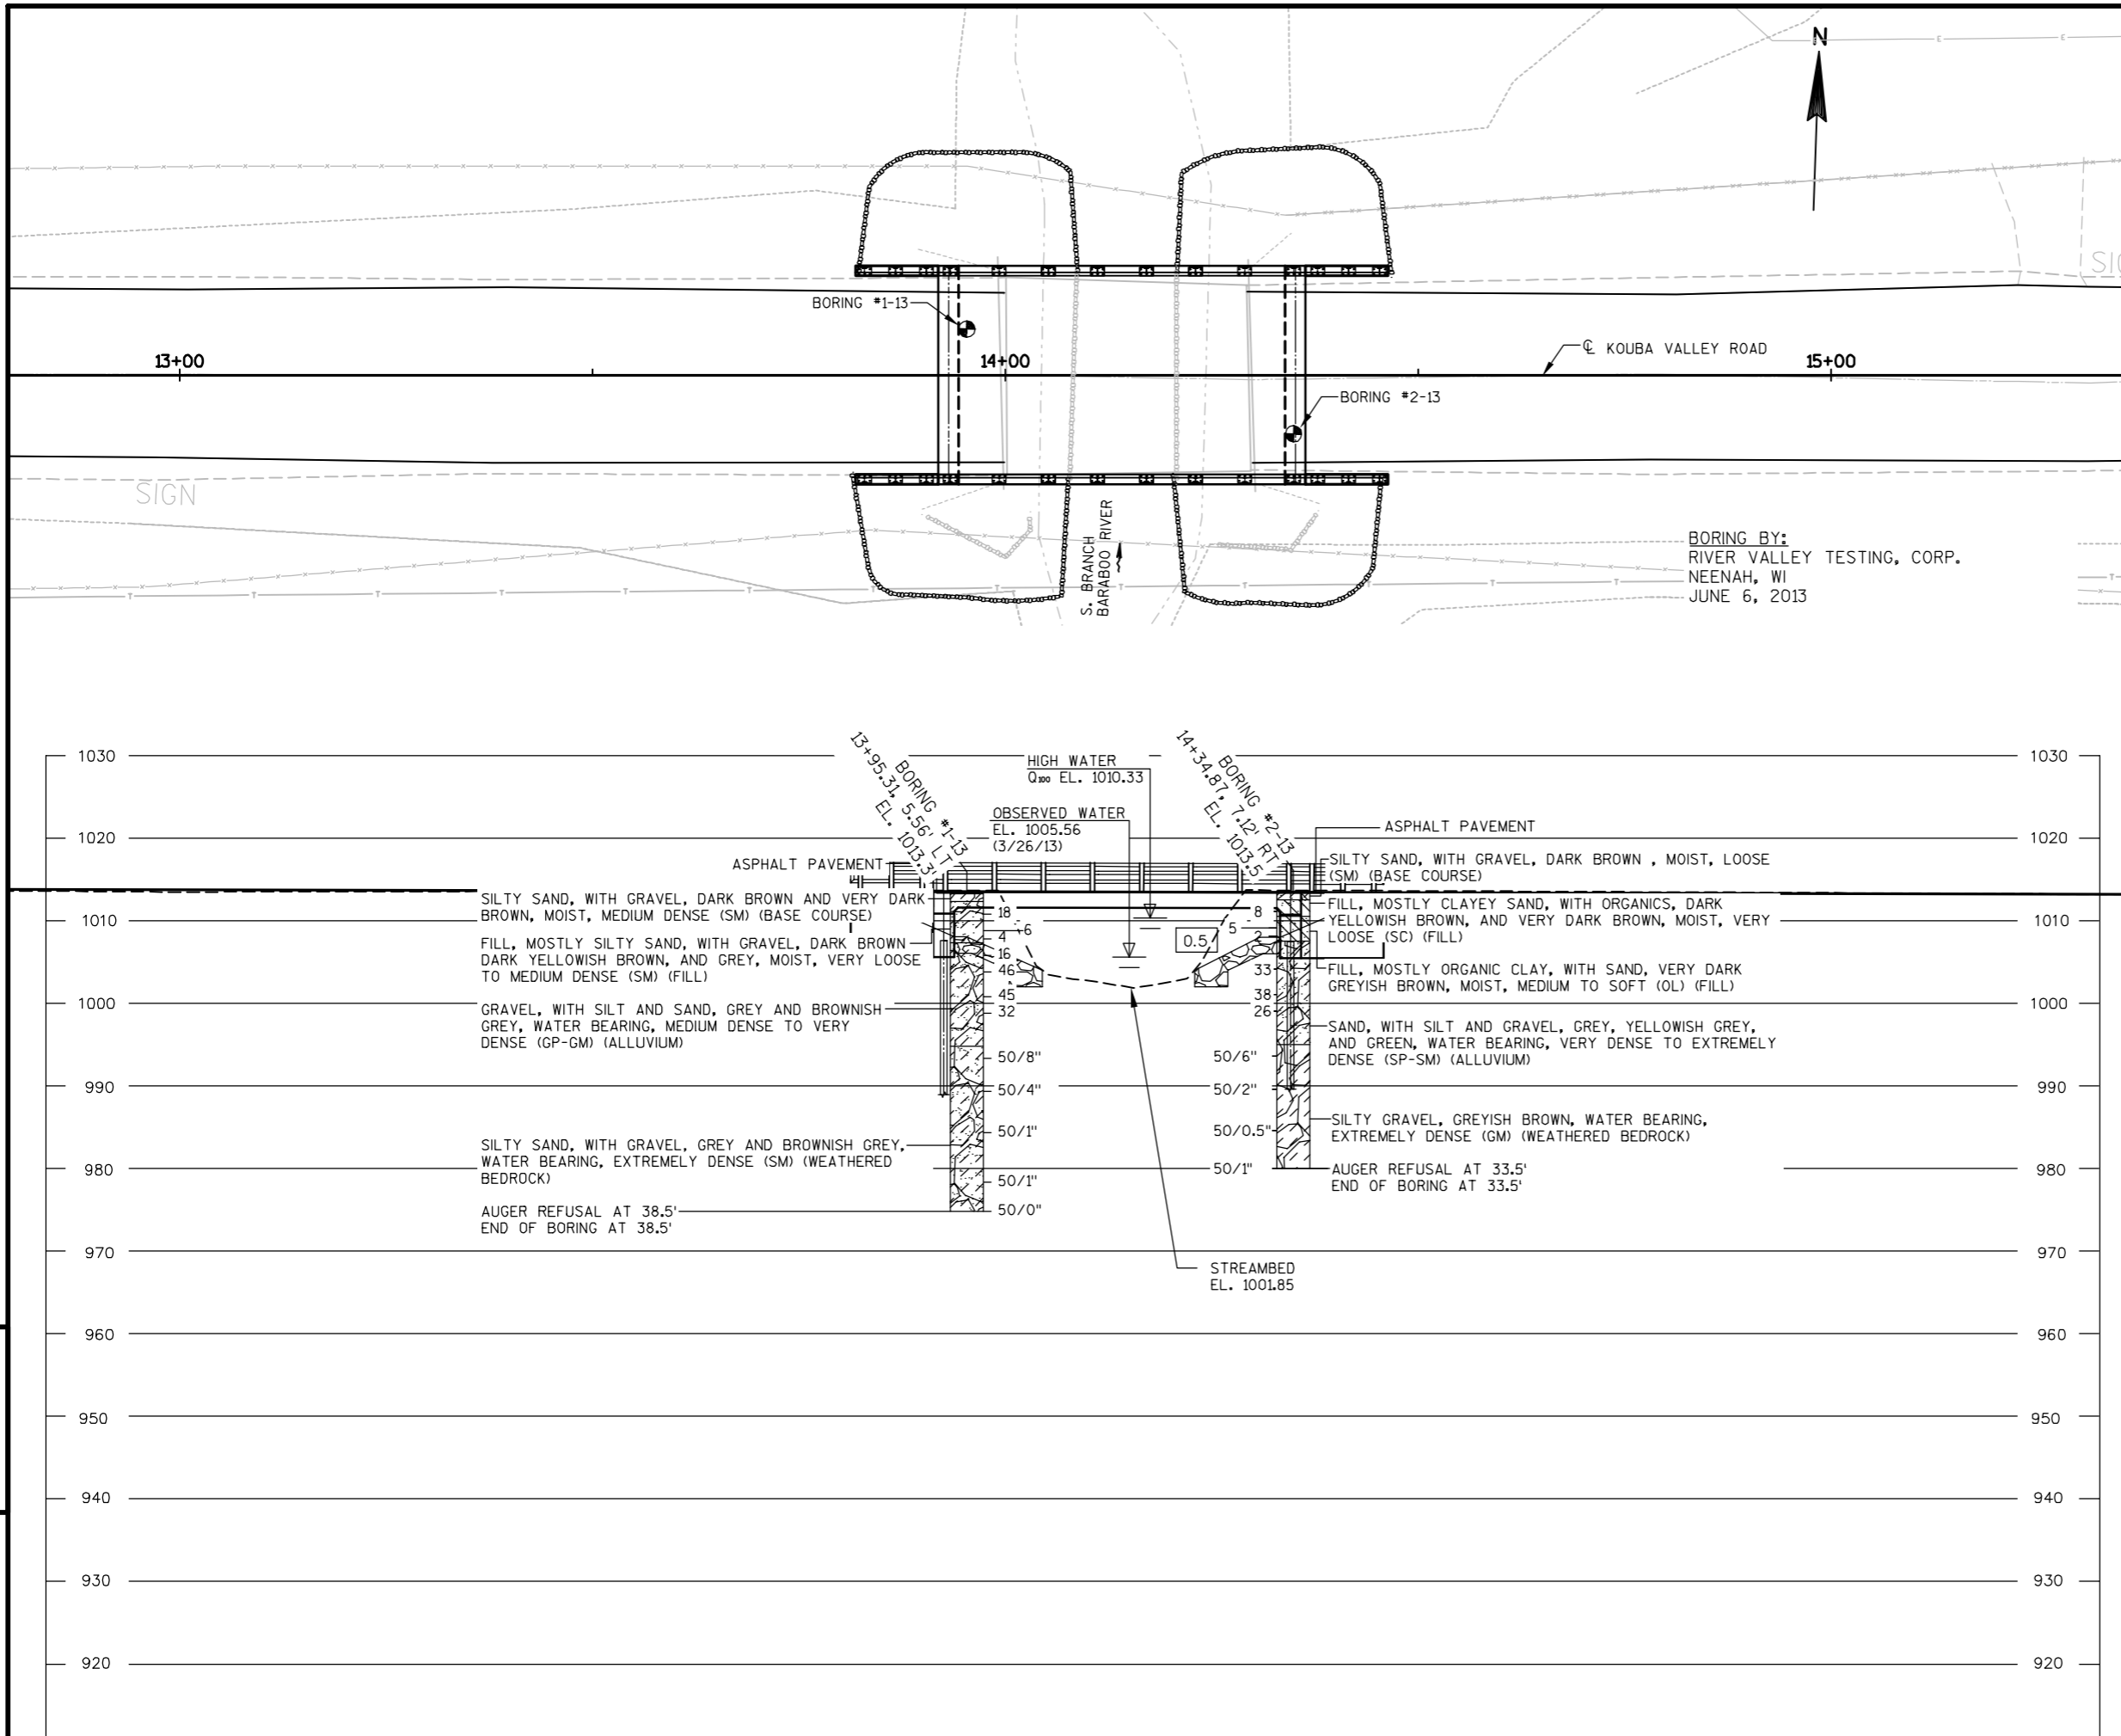 N
E
E
BORING #1-13
13+00
14+00
℄ KOUBA VALLEY ROAD
15+00
BORING #2-13
SIGN
S. BRANCH
BARABOO RIVER
BORING BY:
RIVER VALLEY TESTING, CORP.
NEENAH, WI
JUNE 6, 2013
T T T T T T T T T T T T
1030
1020
1010
1000
990
980
970
960
950
940
930
920
BORING #1-13
13+95.31, 5.56' LT
EL. 1013.3'
HIGH WATER
Q100 EL. 1010.33
OBSERVED WATER
EL. 1005.56
(3/26/13)
BORING #2-13
14+34.87, 7.12' RT
EL. 1013.5'
ASPHALT PAVEMENT
SILTY SAND, WITH GRAVEL, DARK BROWN AND VERY DARK
BROWN, MOIST, MEDIUM DENSE (SM) (BASE COURSE)
FILL, MOSTLY SILTY SAND, WITH GRAVEL, DARK BROWN
DARK YELLOWISH BROWN, AND GREY, MOIST, VERY LOOSE
TO MEDIUM DENSE (SM) (FILL)
GRAVEL, WITH SILT AND SAND, GREY AND BROWNISH
GREY, WATER BEARING, MEDIUM DENSE TO VERY
DENSE (GP-GM) (ALLUVIUM)
SILTY SAND, WITH GRAVEL, GREY AND BROWNISH GREY,
WATER BEARING, EXTREMELY DENSE (SM) (WEATHERED
BEDROCK)
AUGER REFUSAL AT 38.5'
END OF BORING AT 38.5'
18
6
4
16
46
45
32
50/8"
50/4"
50/1"
50/1"
50/0"
0.5
STREAMBED
EL. 1001.85
8
5
2
33
38
26
50/6"
50/2"
50/0.5"
50/1"
ASPHALT PAVEMENT
SILTY SAND, WITH GRAVEL, DARK BROWN , MOIST, LOOSE
(SM) (BASE COURSE)
FILL, MOSTLY CLAYEY SAND, WITH ORGANICS, DARK
YELLOWISH BROWN, AND VERY DARK BROWN, MOIST, VERY
LOOSE (SC) (FILL)
FILL, MOSTLY ORGANIC CLAY, WITH SAND, VERY DARK
GREYISH BROWN, MOIST, MEDIUM TO SOFT (OL) (FILL)
SAND, WITH SILT AND GRAVEL, GREY, YELLOWISH GREY,
AND GREEN, WATER BEARING, VERY DENSE TO EXTREMELY
DENSE (SP-SM) (ALLUVIUM)
SILTY GRAVEL, GREYISH BROWN, WATER BEARING,
EXTREMELY DENSE (GM) (WEATHERED BEDROCK)
AUGER REFUSAL AT 33.5'
END OF BORING AT 33.5'
1030
1020
1010
1000
990
980
970
960
950
940
930
920